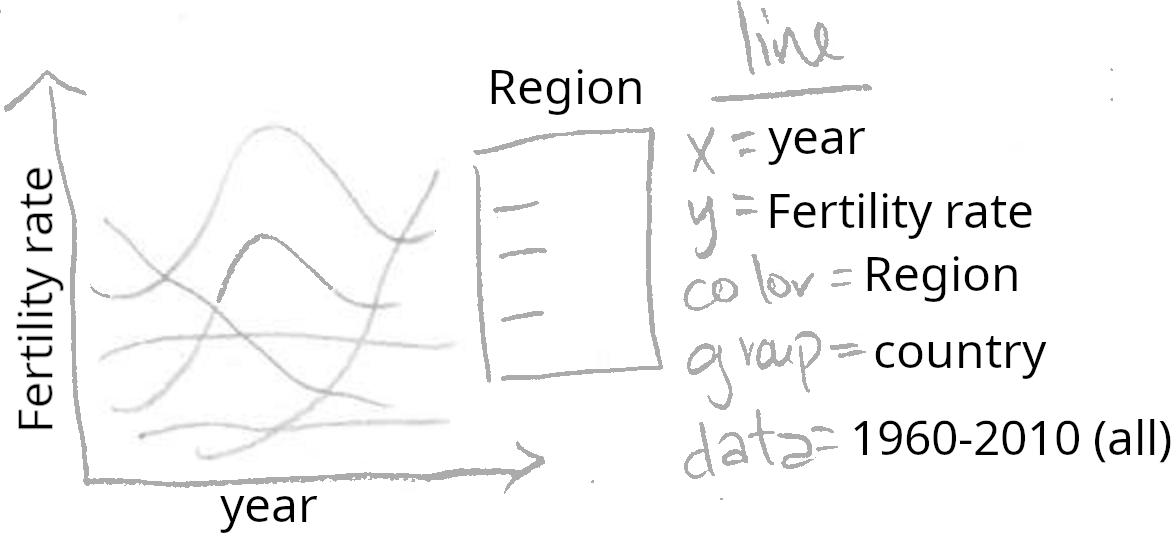 line
Region
x = year
y = Fertility rate
color = Region
group = country
data= 1960-2010 (all)
Fertility rate
year